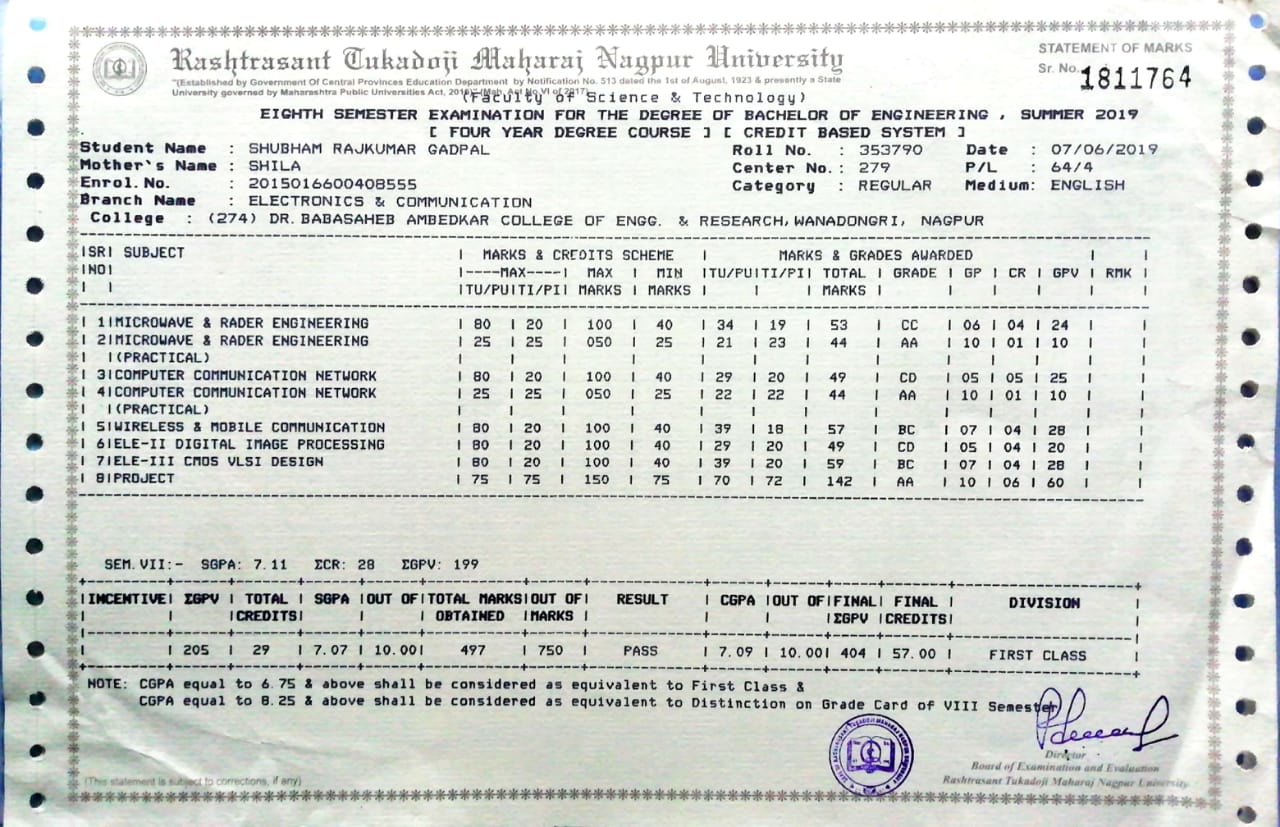 Rashtrasant Tukadoji Maharaj Nagpur University
STATEMENT OF MARKS
Sr. No. 1811764
"(Established by Government Of Central Provinces Education Department by Notification No. 513 dated the 1st of August, 1923 & presently a State
University governed by Maharashtra Public Universities Act, 2016)" (Mah. Act No.VI of 2017)
(Faculty of Science & Technology)
EIGHTH SEMESTER EXAMINATION FOR THE DEGREE OF BACHELOR OF ENGINEERING , SUMMER 2019
[ FOUR YEAR DEGREE COURSE ] [ CREDIT BASED SYSTEM ]
Student Name : SHUBHAM RAJKUMAR GADPAL Roll No. : 353790 Date : 07/06/2019
Mother`s Name : SHILA Center No. : 279 P/L : 64/4
Enrol. No. : 2015016600408555 Category : REGULAR Medium: ENGLISH
Branch Name : ELECTRONICS & COMMUNICATION
College : (274) DR. BABASAHEB AMBEDKAR COLLEGE OF ENGG. & RESEARCH, WANADONGRI, NAGPUR
|SR| SUBJECT | MARKS & CREDITS SCHEME | MARKS & GRADES AWARDED | |
|NO| |----MAX----| MAX | MIN |TU/PU|TI/PI| TOTAL | GRADE | GP | CR | GPV | RMK |
| | |TU/PU|TI/PI| MARKS | MARKS | | | MARKS | | | | | |
| 1|MICROWAVE & RADER ENGINEERING | 80 | 20 | 100 | 40 | 34 | 19 | 53 | CC | 06 | 04 | 24 | |
| 2|MICROWAVE & RADER ENGINEERING | 25 | 25 | 050 | 25 | 21 | 23 | 44 | AA | 10 | 01 | 10 | |
| |(PRACTICAL) | | | | | | | | | | | | |
| 3|COMPUTER COMMUNICATION NETWORK | 80 | 20 | 100 | 40 | 29 | 20 | 49 | CD | 05 | 05 | 25 | |
| 4|COMPUTER COMMUNICATION NETWORK | 25 | 25 | 050 | 25 | 22 | 22 | 44 | AA | 10 | 01 | 10 | |
| |(PRACTICAL) | | | | | | | | | | | | |
| 5|WIRELESS & MOBILE COMMUNICATION | 80 | 20 | 100 | 40 | 39 | 18 | 57 | BC | 07 | 04 | 28 | |
| 6|ELE-II DIGITAL IMAGE PROCESSING | 80 | 20 | 100 | 40 | 29 | 20 | 49 | CD | 05 | 04 | 20 | |
| 7|ELE-III CMOS VLSI DESIGN | 80 | 20 | 100 | 40 | 39 | 20 | 59 | BC | 07 | 04 | 28 | |
| 8|PROJECT | 75 | 75 | 150 | 75 | 70 | 72 | 142 | AA | 10 | 06 | 60 | |
SEM. VII:- SGPA: 7.11 ΣCR: 28 ΣGPV: 199
|INCENTIVE| ΣGPV | TOTAL | SGPA |OUT OF|TOTAL MARKS|OUT OF| RESULT | CGPA |OUT OF|FINAL| FINAL | DIVISION |
| | |CREDITS| | | OBTAINED |MARKS | | | |ΣGPV |CREDITS| |
| | 205 | 29 | 7.07 | 10.00| 497 | 750 | PASS | 7.09 | 10.00| 404 | 57.00 | FIRST CLASS |
NOTE: CGPA equal to 6.75 & above shall be considered as equivalent to First Class &
CGPA equal to 8.25 & above shall be considered as equivalent to Distinction on Grade Card of VIII Semester
Director
Board of Examination and Evaluation
Rashtrasant Tukadoji Maharaj Nagpur University
(This statement is subject to corrections, if any)